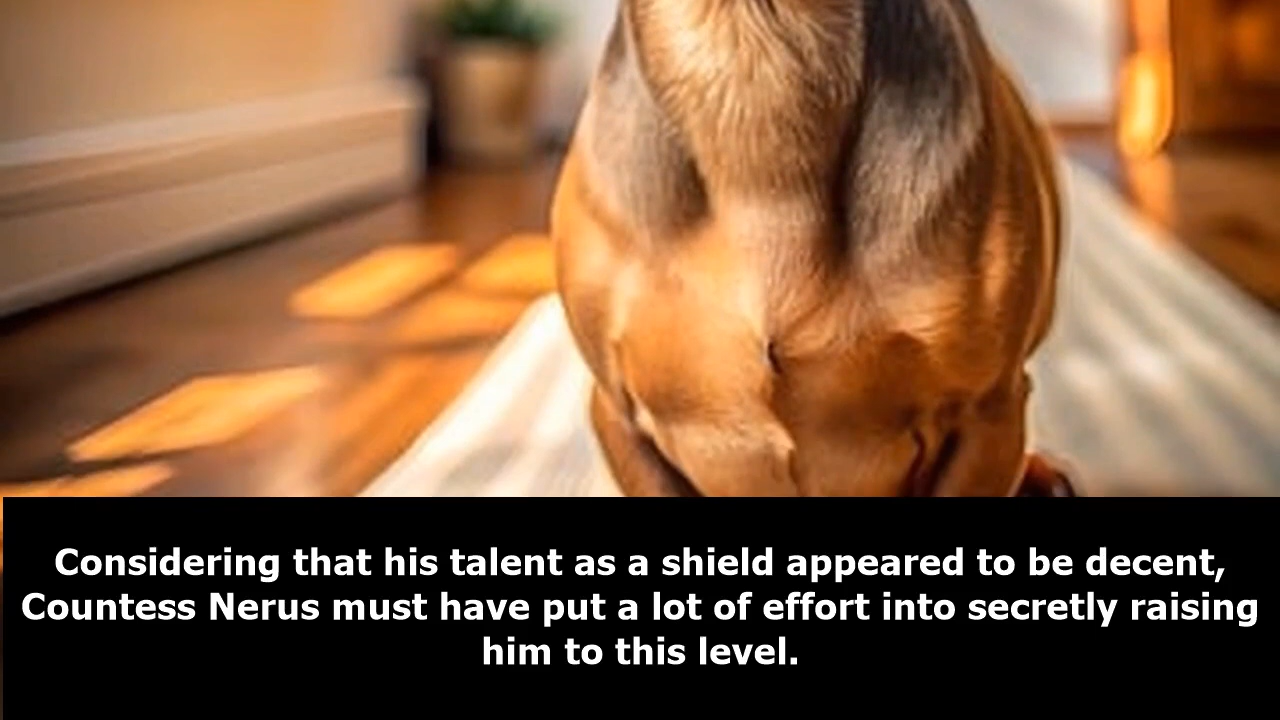 Considering that his talent as a shield appeared to be decent,
Countess Nerus must have put a lot of effort into secretly raising
him to this level.